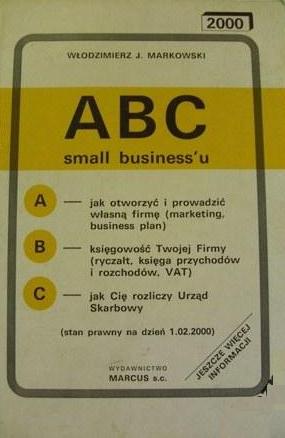 2000
WŁODZIMIERZ J. MARKOWSKI
ABC
small business'u
A — jak otworzyć i prowadzić
własną firmę (marketing,
business plan)
B — księgowość Twojej Firmy
(ryczałt, księga przychodów
i rozchodów, VAT)
C — jak Cię rozliczy Urząd
Skarbowy
(stan prawny na dzień 1.02.2000)
JESZCZE WIĘCEJ
INFORMACJI
WYDAWNICTWO
MARCUS s.c.